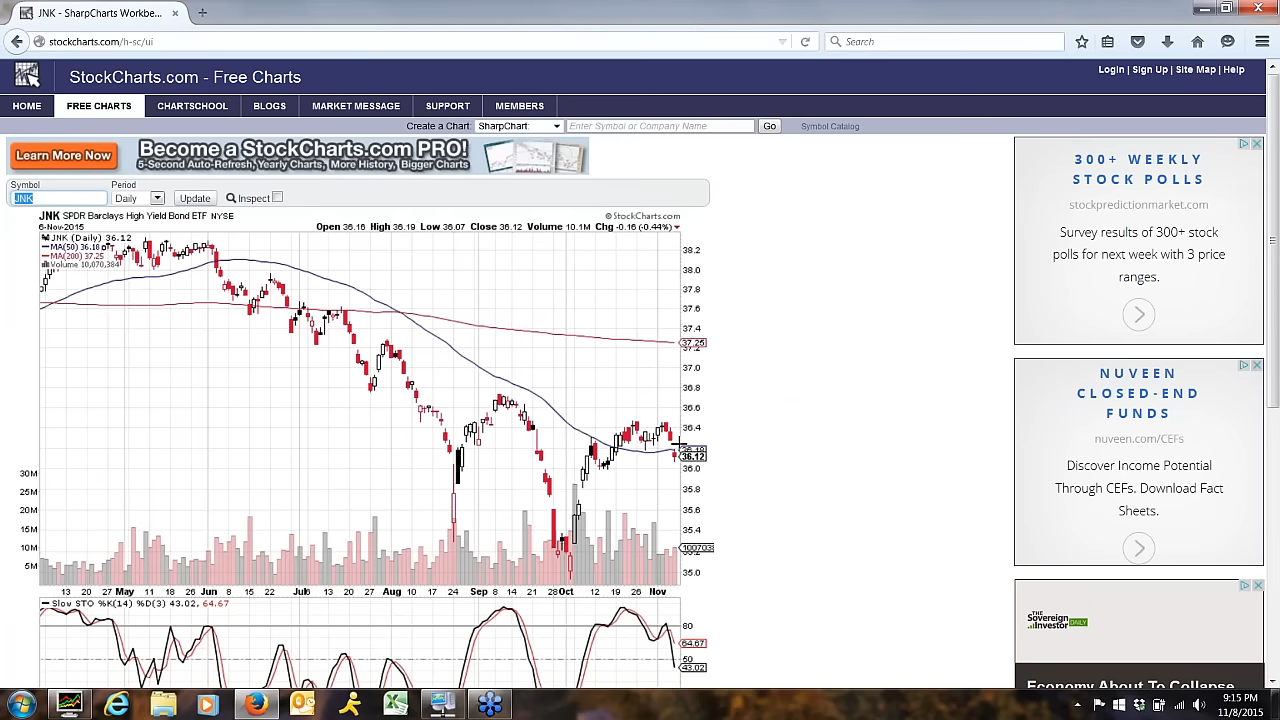 JNK - SharpCharts Workbe...
stockcharts.com/h-sc/ui
Search
StockCharts.com - Free Charts
Login | Sign Up | Site Map | Help
HOME FREE CHARTS CHARTSCHOOL BLOGS MARKET MESSAGE SUPPORT MEMBERS
Create a Chart: SharpChart: Enter Symbol or Company Name Go Symbol Catalog
Learn More Now
Become a StockCharts.com PRO!
5-Second Auto-Refresh, Yearly Charts, More History, Bigger Charts
Symbol Period
JNK Daily Update Inspect
JNK SPDR Barclays High Yield Bond ETF NYSE © StockCharts.com
6-Nov-2015 Open 36.16 High 36.19 Low 36.07 Close 36.12 Volume 10.1M Chg -0.16 (-0.44%)
JNK (Daily) 36.12
MA(50) 36.18
MA(200) 37.25
Volume 10,070,384
38.2
38.0
37.8
37.6
37.4
37.25
37.2
37.0
36.8
36.6
36.4
36.12
36.0
35.8
35.6
35.4
35.0
30M
25M
20M
15M
10M
5M
13 20 27 May 11 18 26 Jun 8 15 22 Jul 6 13 20 27 Aug 10 17 24 Sep 8 14 21 28 Oct 12 19 26 Nov
Slow STO %K(14) %D(3) 43.02, 64.67
80
64.67
50
43.02
300+ WEEKLY
STOCK POLLS
stockpredictionmarket.com
Survey results of 300+ stock
polls for next week with 3 price
ranges.
NUVEEN
CLOSED-END
FUNDS
nuveen.com/CEFs
Discover Income Potential
Through CEFs. Download Fact
Sheets.
THE
Sovereign
Investor DAILY
Economy About To Collapse
9:15 PM
11/8/2015